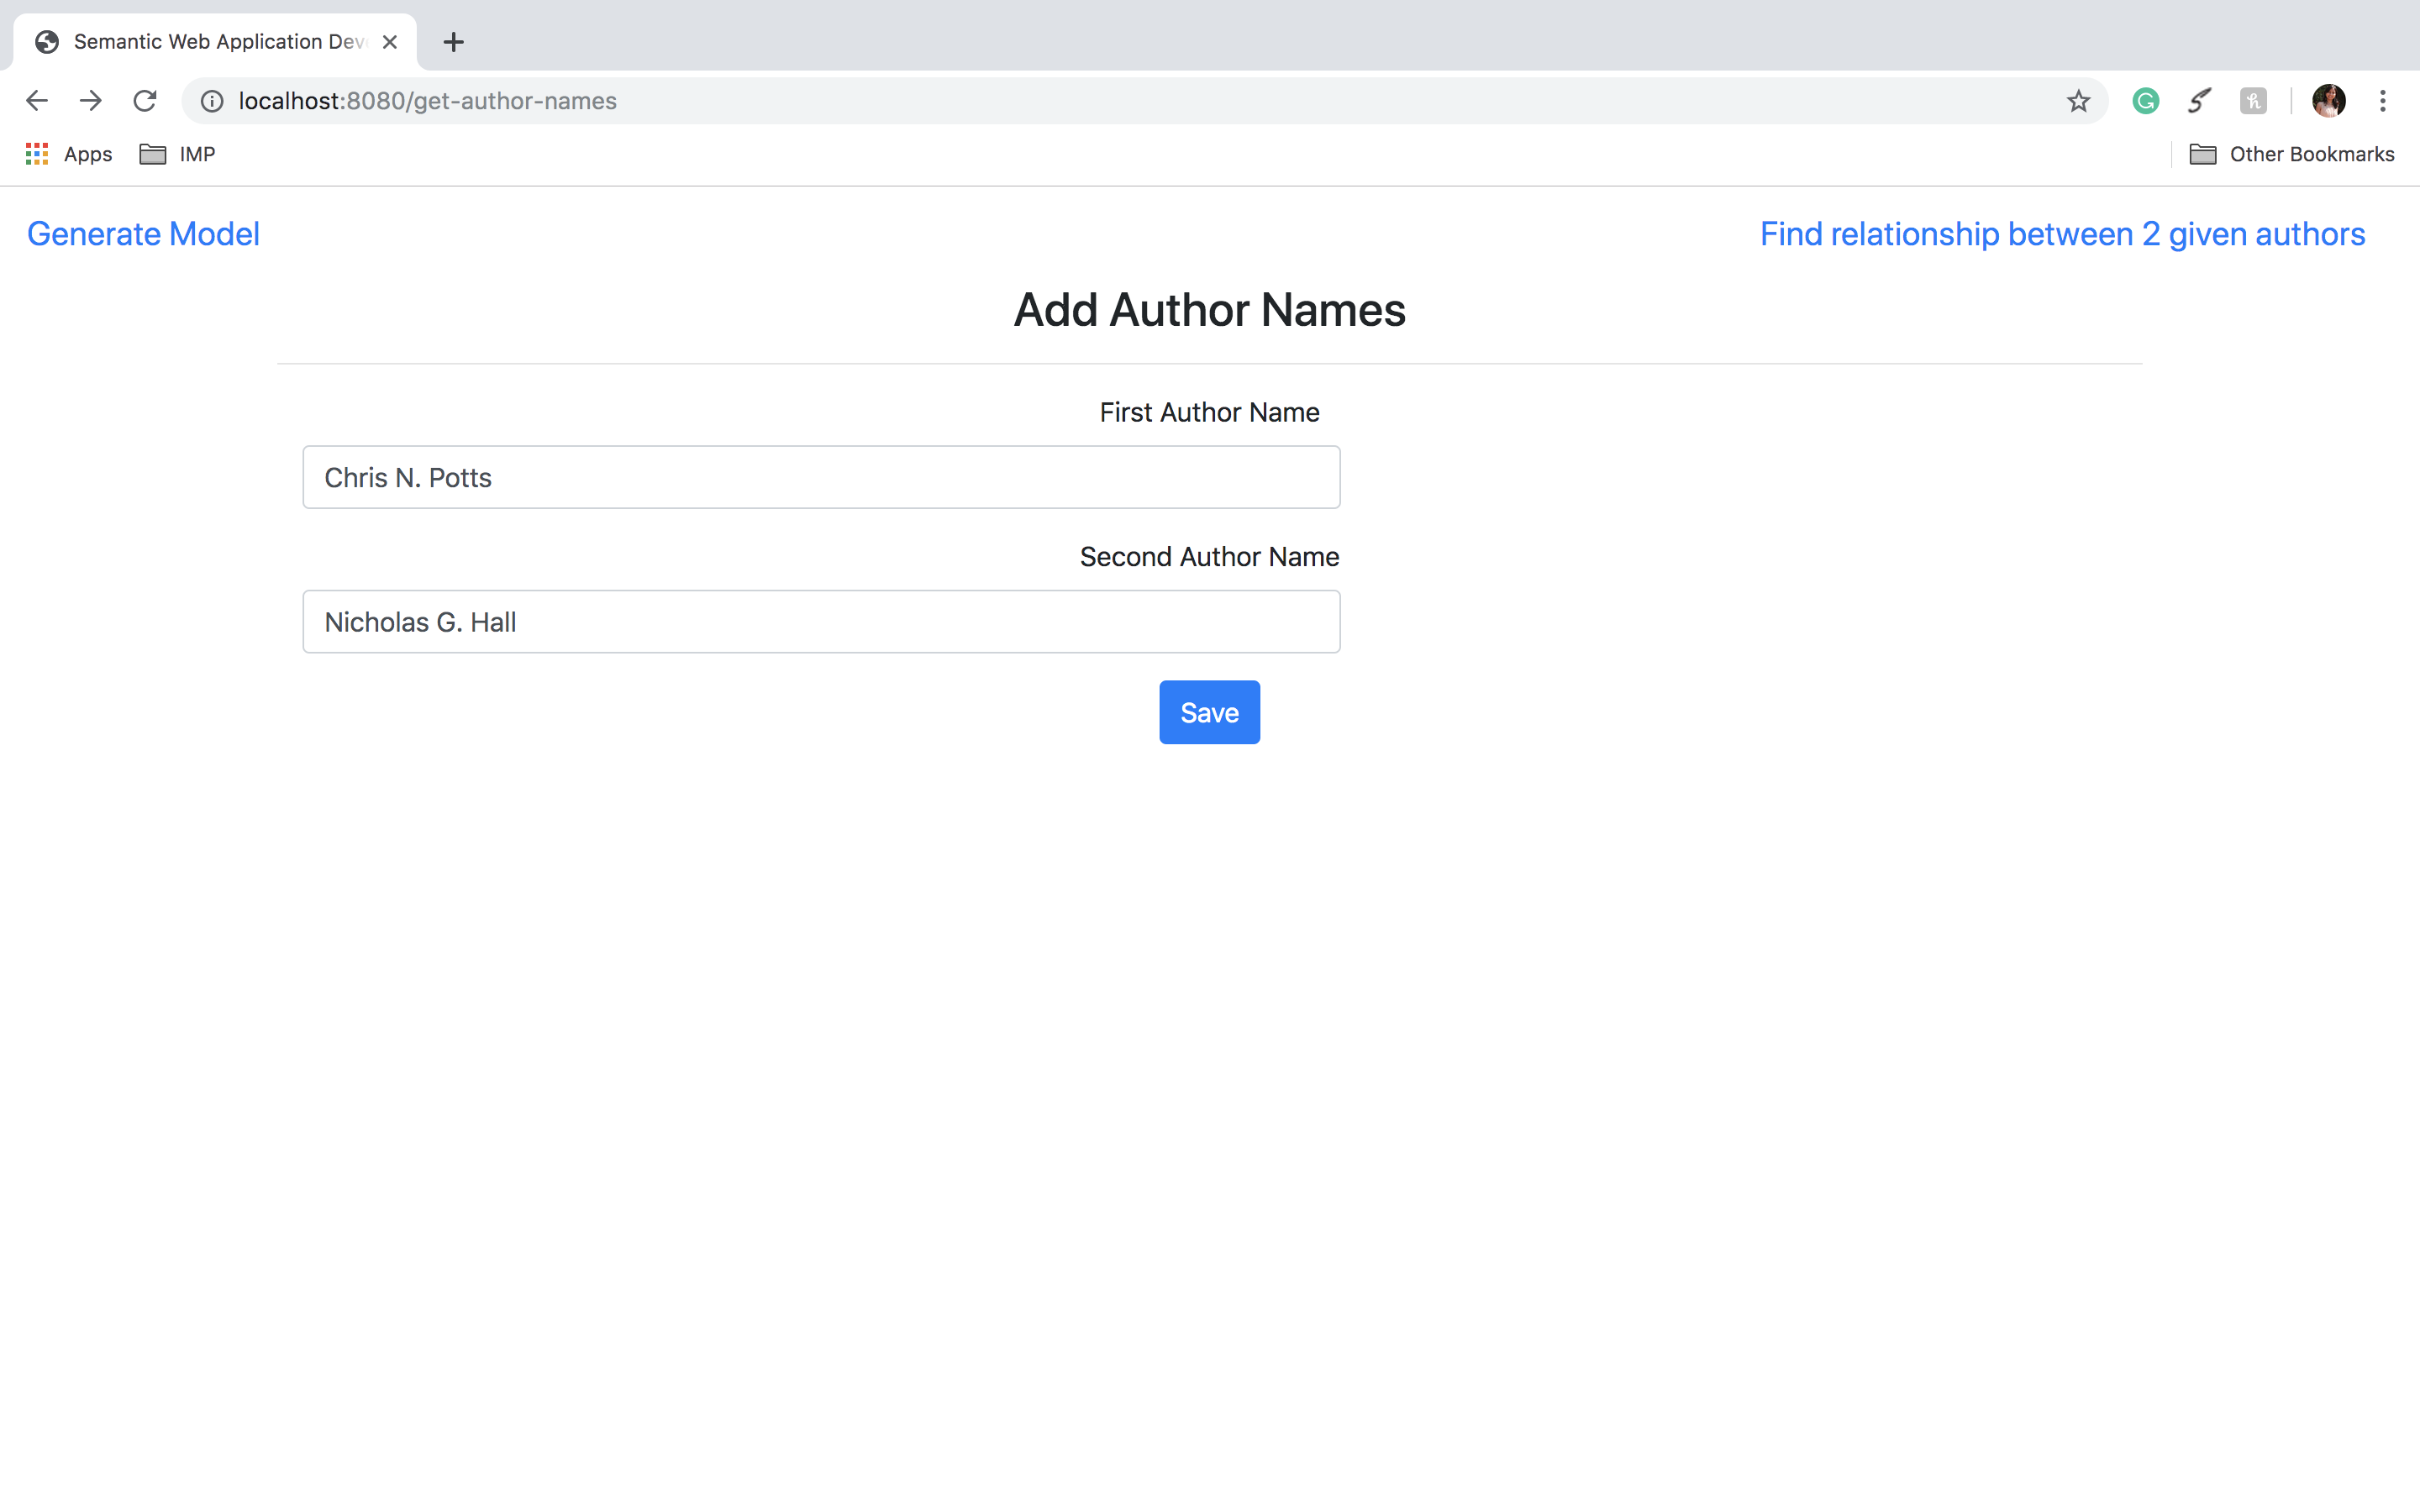 Semantic Web Application Dev
localhost:8080/get-author-names
Apps IMP Other Bookmarks
Generate Model Find relationship between 2 given authors
Add Author Names
First Author Name
Chris N. Potts
Second Author Name
Nicholas G. Hall
Save